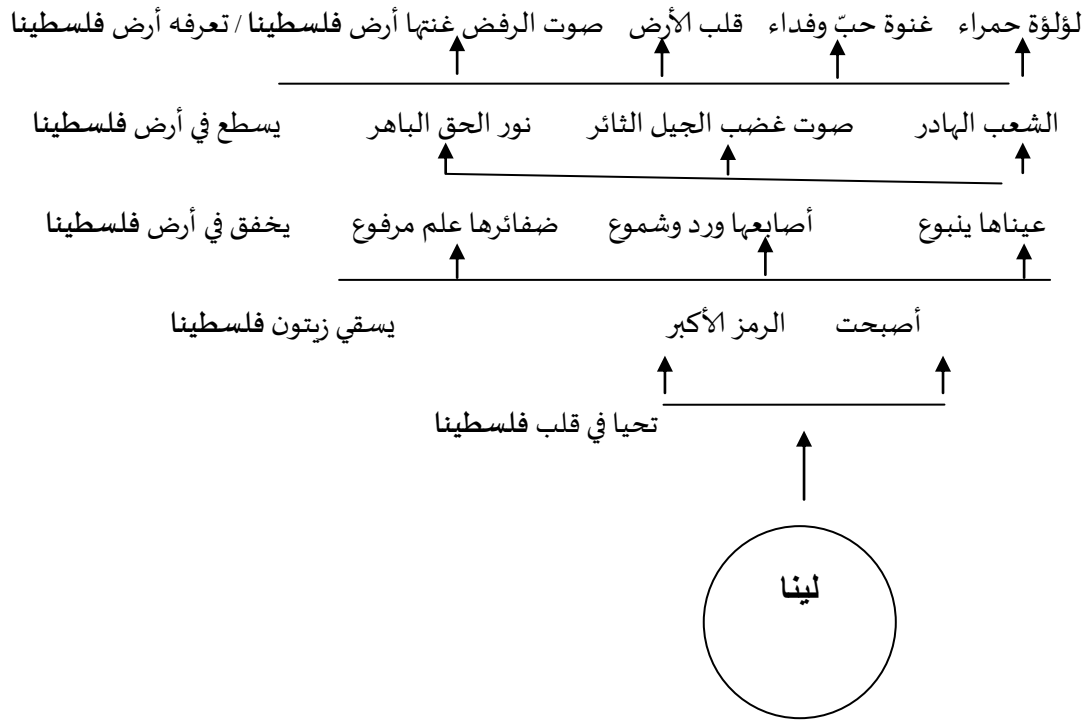 لؤلؤة حمراء غنوة حبّ وفداء قلب الأرض صوت الرفض غنتها أرض فلسطينا / تعرفه أرض فلسطينا
الشعب الهادر صوت غضب الجيل الثائر نور الحق الباهر يسطع في أرض فلسطينا
عيناها ينبوع أصابعها ورد وشموع ضفائرها علم مرفوع يخفق في أرض فلسطينا
أصبحت الرمز الأكبر يسقي زيتون فلسطينا
تحيا في قلب فلسطينا
لينا